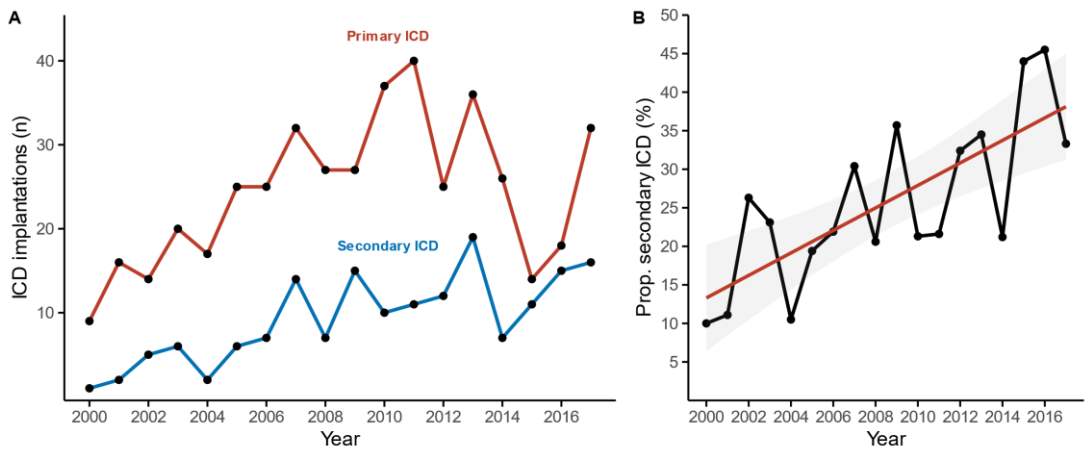 A
Primary ICD
Secondary ICD
ICD implantations (n)
40
30
20
10
2000 2002 2004 2006 2008 2010 2012 2014 2016
Year
B
Prop. secondary ICD (%)
50
45
40
35
30
25
20
15
10
5
2000 2002 2004 2006 2008 2010 2012 2014 2016
Year